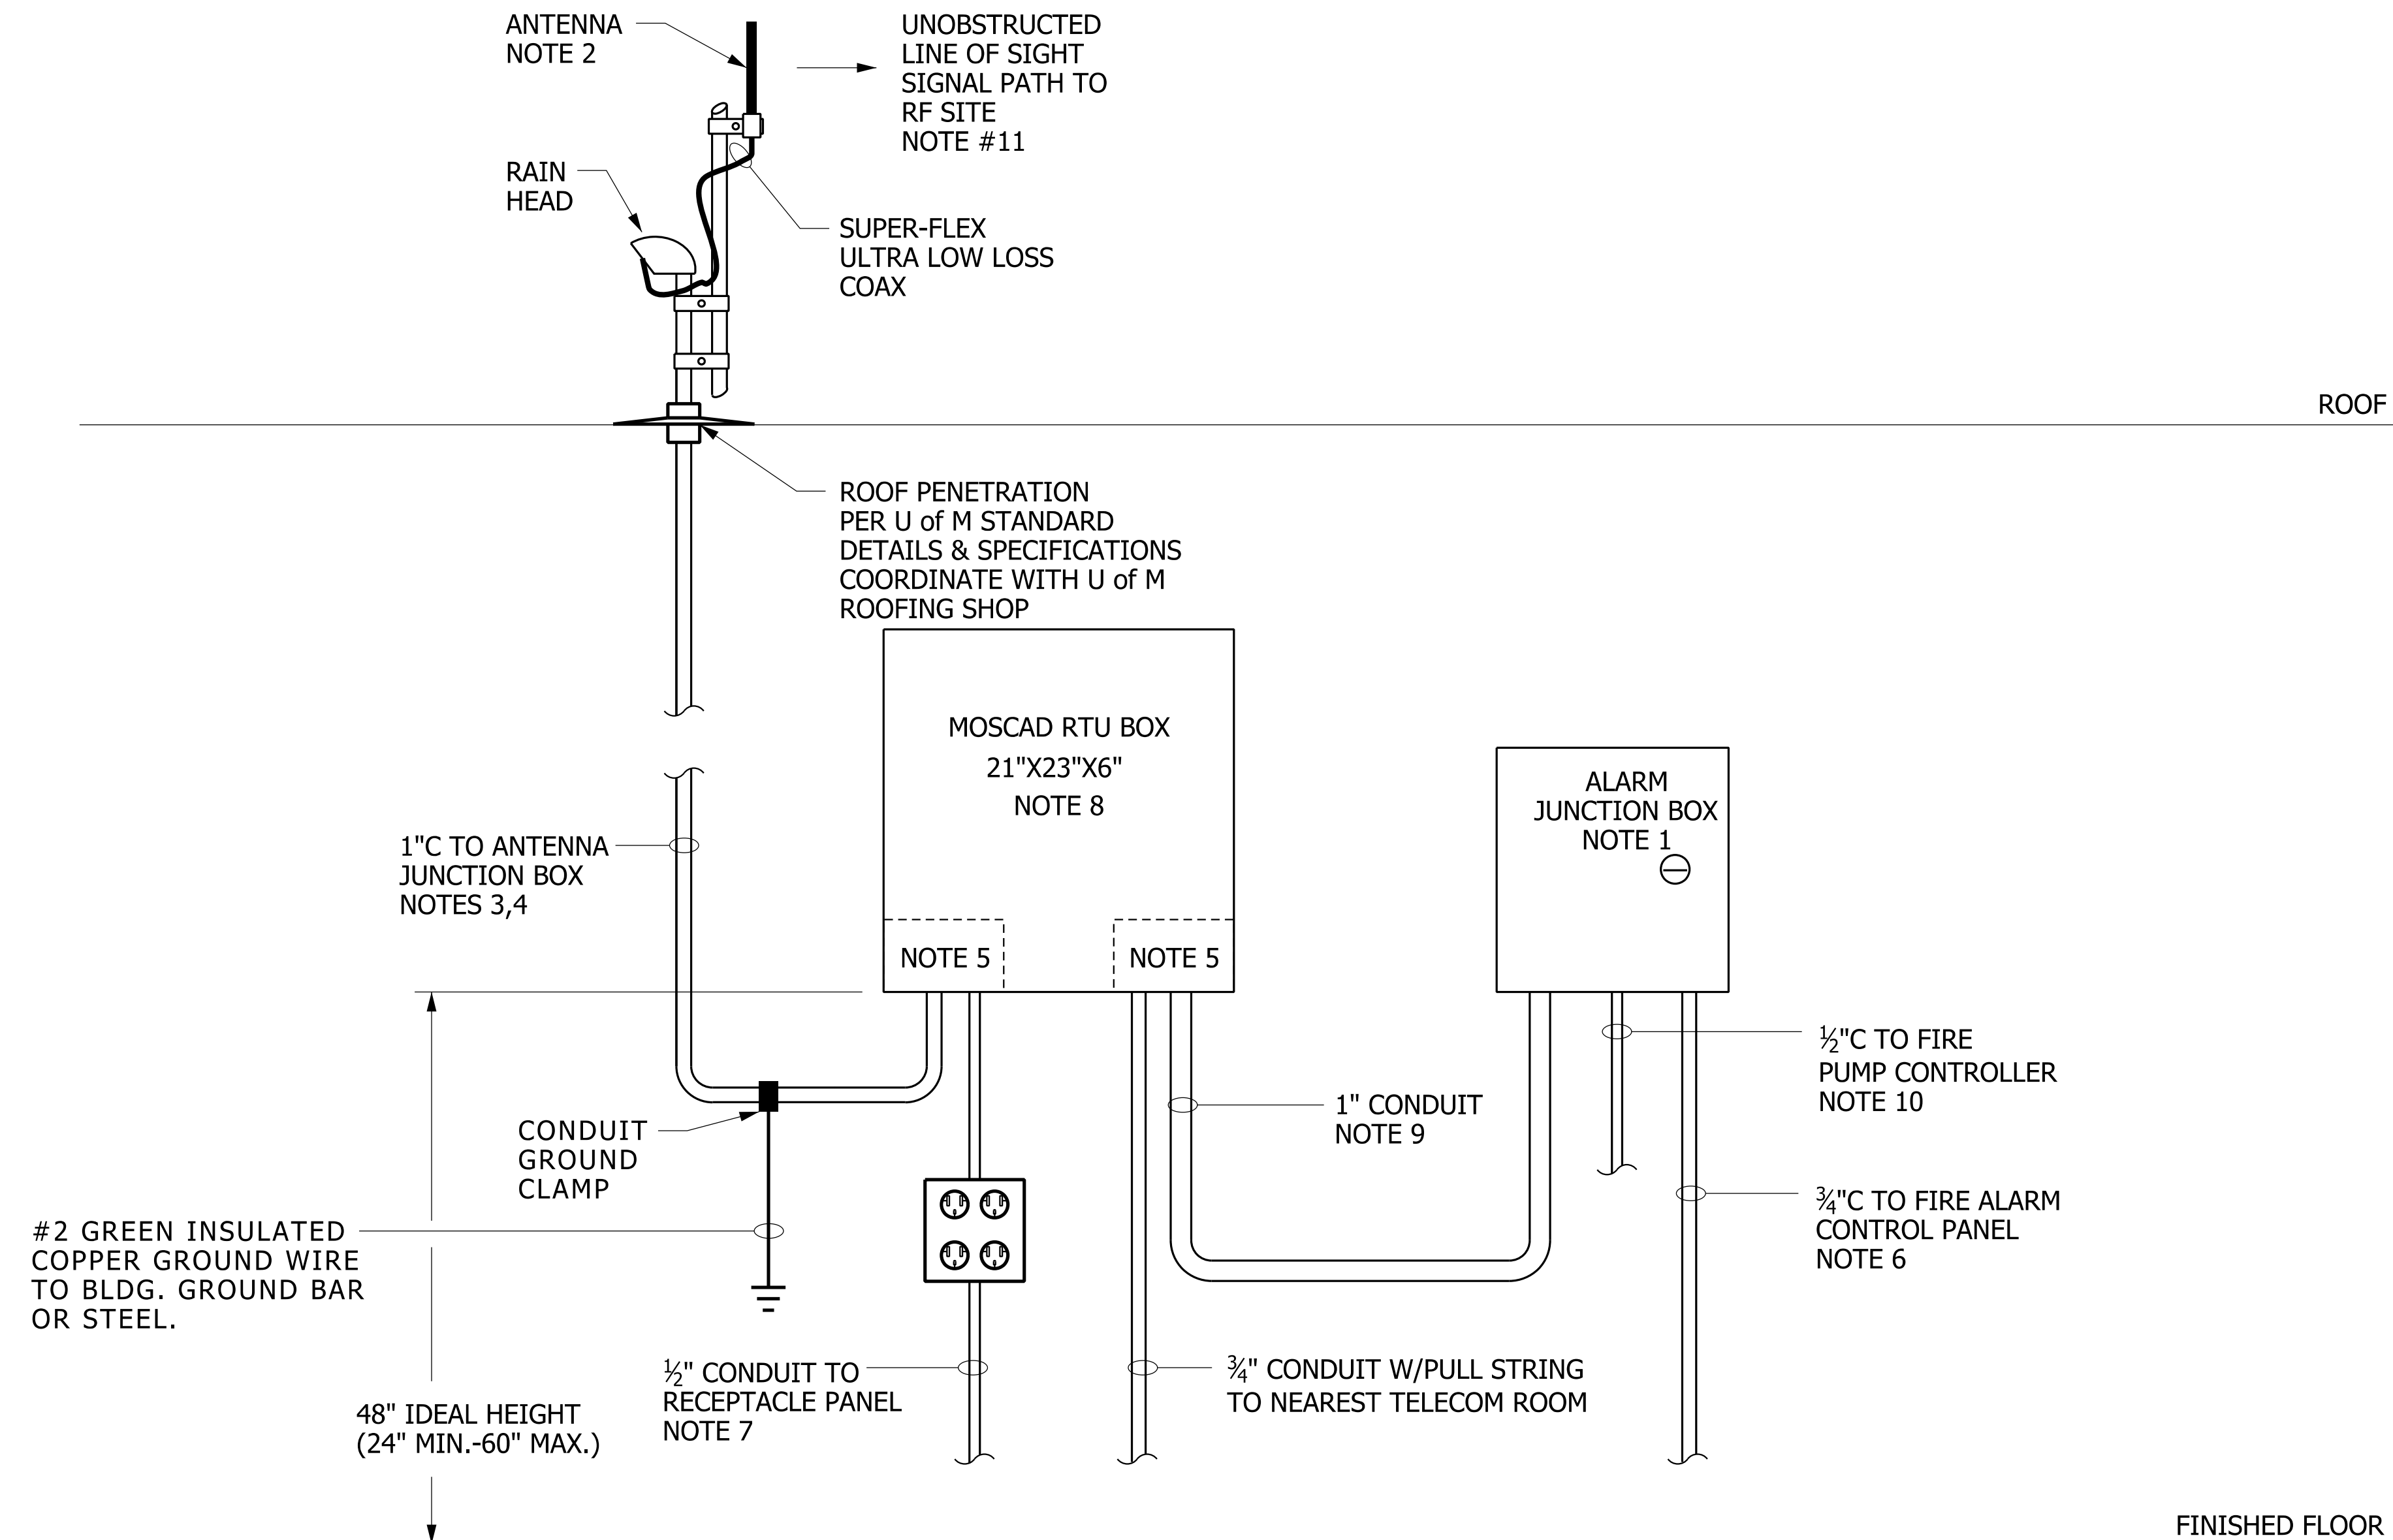 ANTENNA
NOTE 2
UNOBSTRUCTED
LINE OF SIGHT
SIGNAL PATH TO
RF SITE
NOTE #11
RAIN
HEAD
SUPER-FLEX
ULTRA LOW LOSS
COAX
ROOF
ROOF PENETRATION
PER U of M STANDARD
DETAILS & SPECIFICATIONS
COORDINATE WITH U of M
ROOFING SHOP
MOSCAD RTU BOX
21"X23"X6"
NOTE 8
ALARM
JUNCTION BOX
NOTE 1
1"C TO ANTENNA
JUNCTION BOX
NOTES 3,4
NOTE 5
NOTE 5
½"C TO FIRE
PUMP CONTROLLER
NOTE 10
1" CONDUIT
NOTE 9
CONDUIT
GROUND
CLAMP
¾"C TO FIRE ALARM
CONTROL PANEL
NOTE 6
#2 GREEN INSULATED
COPPER GROUND WIRE
TO BLDG. GROUND BAR
OR STEEL.
½" CONDUIT TO
RECEPTACLE PANEL
NOTE 7
¾" CONDUIT W/PULL STRING
TO NEAREST TELECOM ROOM
48" IDEAL HEIGHT
(24" MIN.-60" MAX.)
FINISHED FLOOR